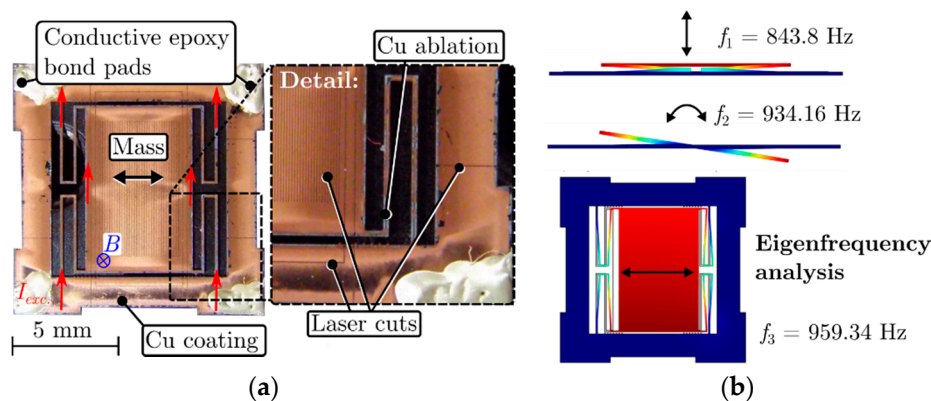 Conductive epoxy
bond pads
Cu ablation
Detail:
Mass
B
I_exc.
5 mm
Cu coating
Laser cuts
(a)
f₁ = 843.8 Hz
f₂ = 934.16 Hz
Eigenfrequency
analysis
f₃ = 959.34 Hz
(b)